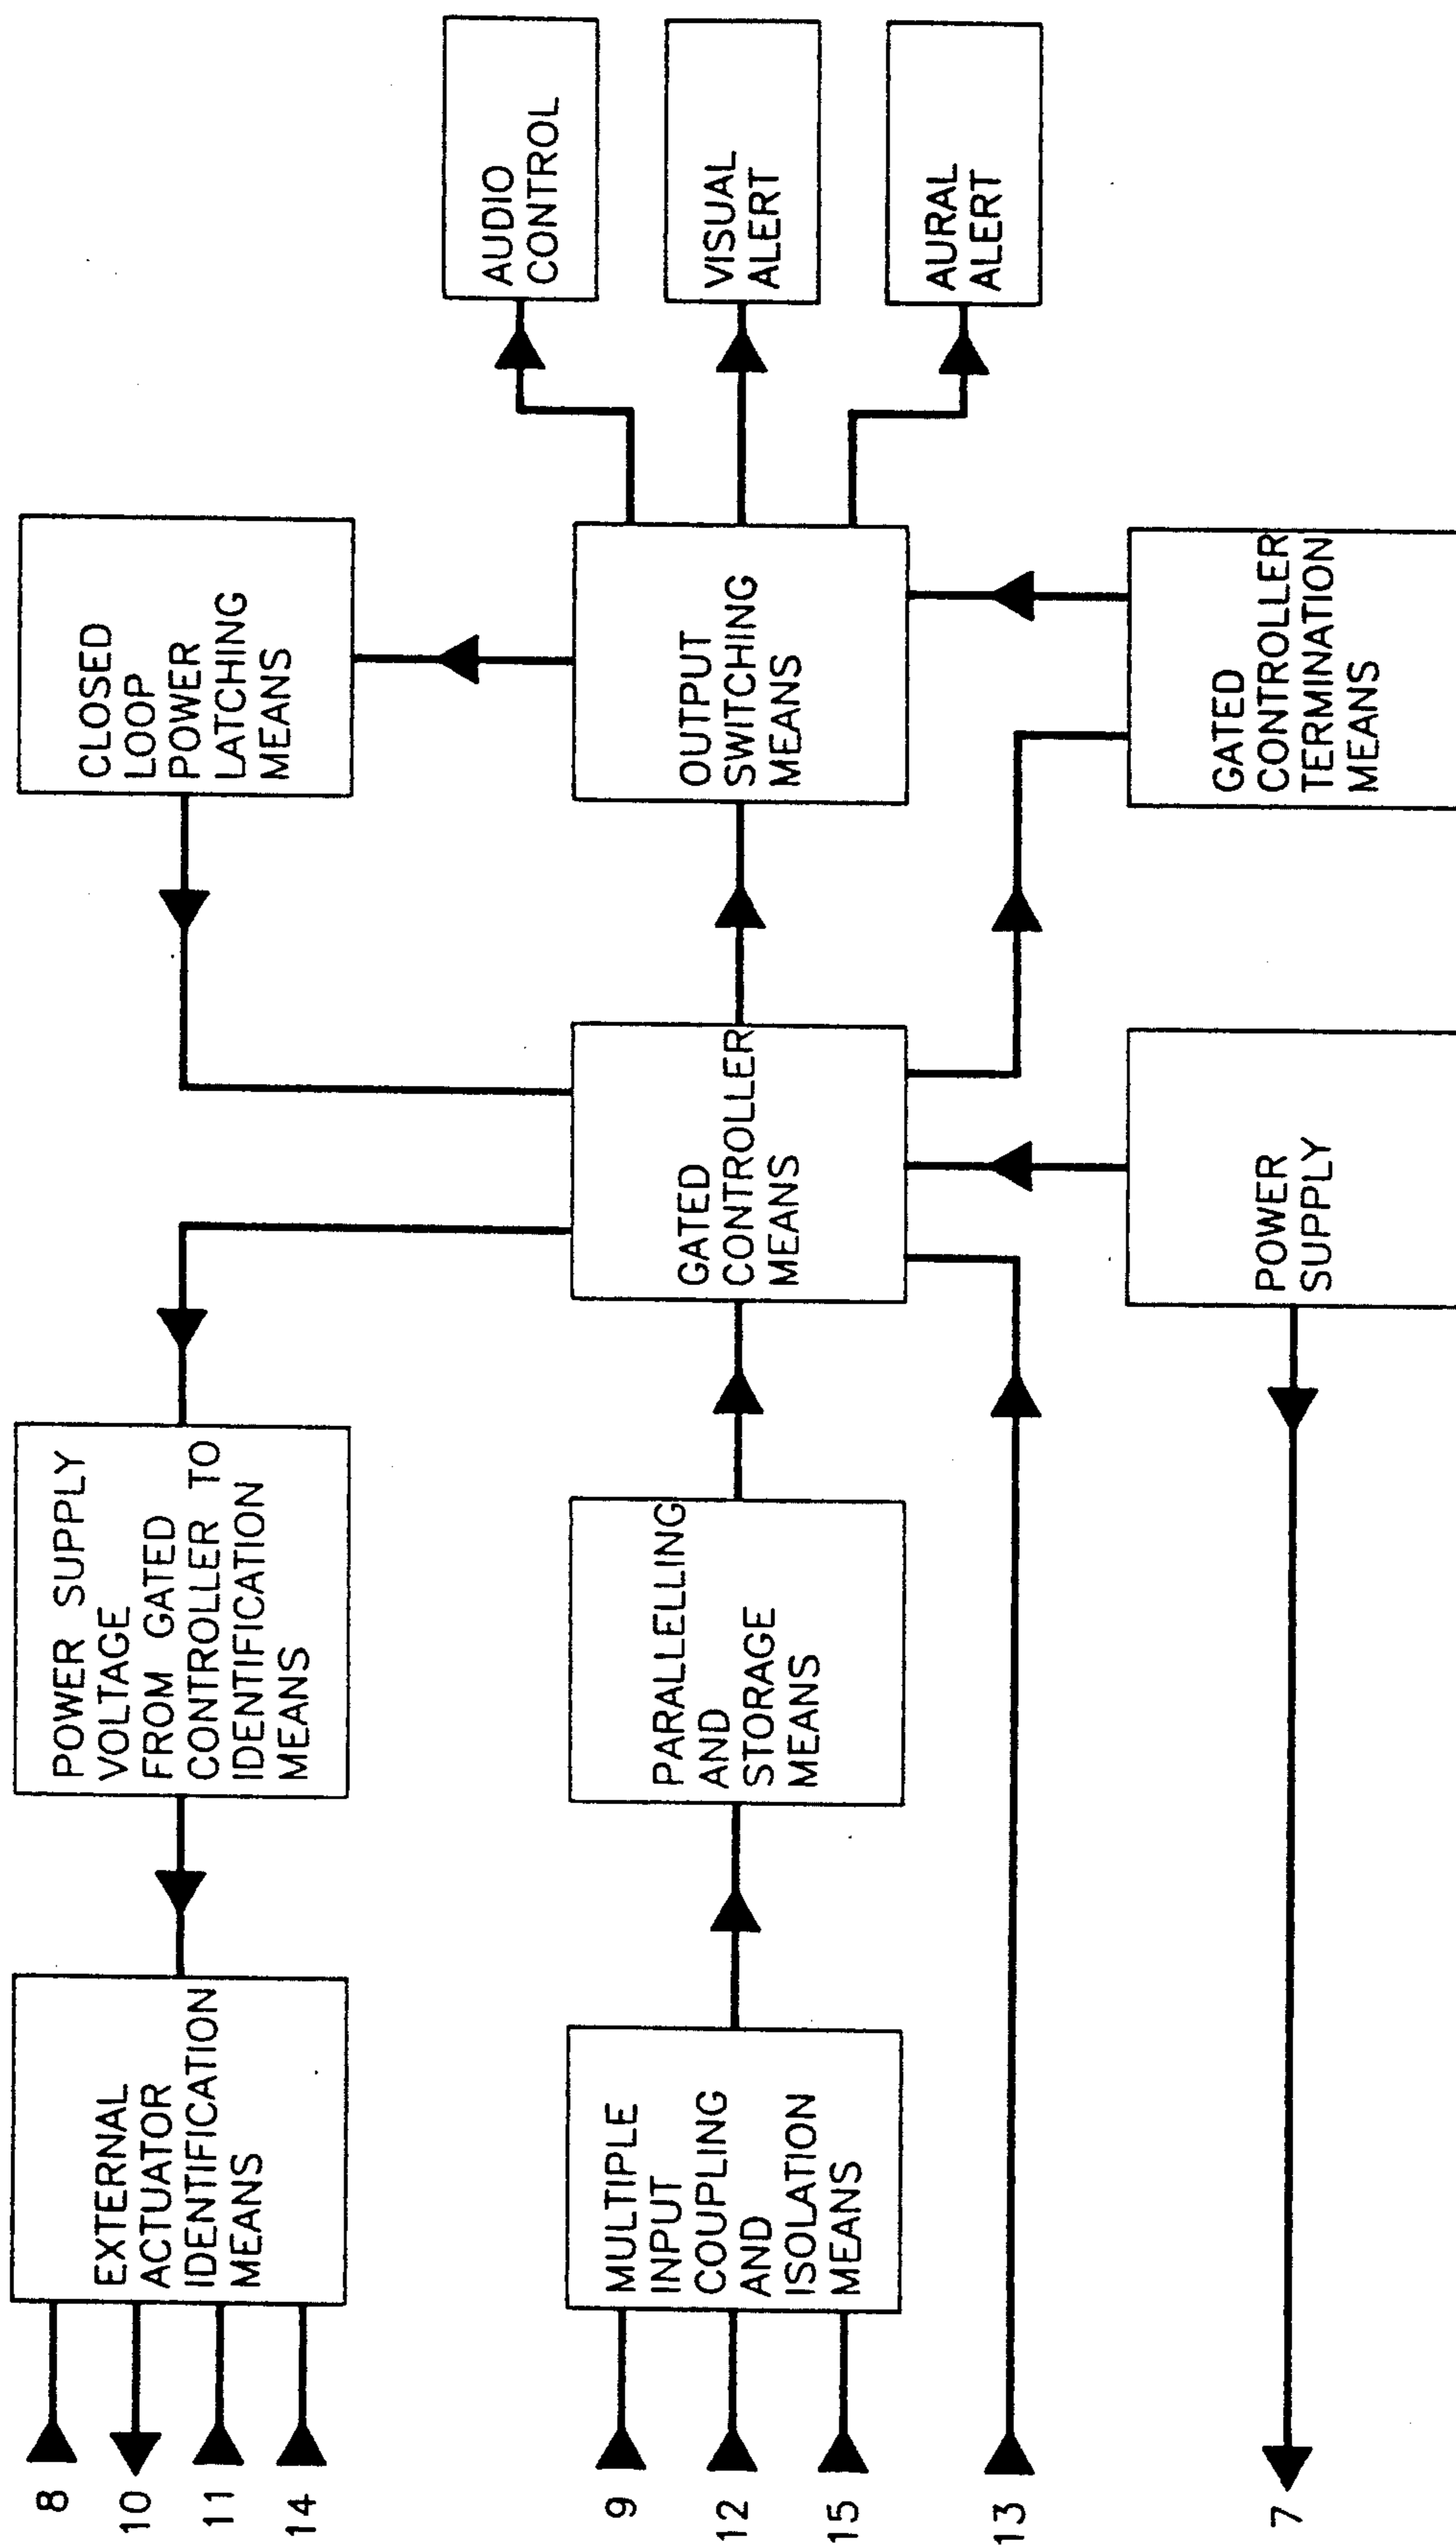 8
10
11
14
EXTERNAL
ACTUATOR
IDENTIFICATION
MEANS
POWER SUPPLY
VOLTAGE
FROM GATED
CONTROLLER TO
IDENTIFICATION
MEANS
CLOSED
LOOP
POWER
LATCHING
MEANS
9
12
15
MULTIPLE
INPUT
COUPLING
AND
ISOLATION
MEANS
PARALLELLING
AND
STORAGE
MEANS
GATED
CONTROLLER
MEANS
OUTPUT
SWITCHING
MEANS
AUDIO
CONTROL
VISUAL
ALERT
AURAL
ALERT
13
7
POWER
SUPPLY
GATED
CONTROLLER
TERMINATION
MEANS